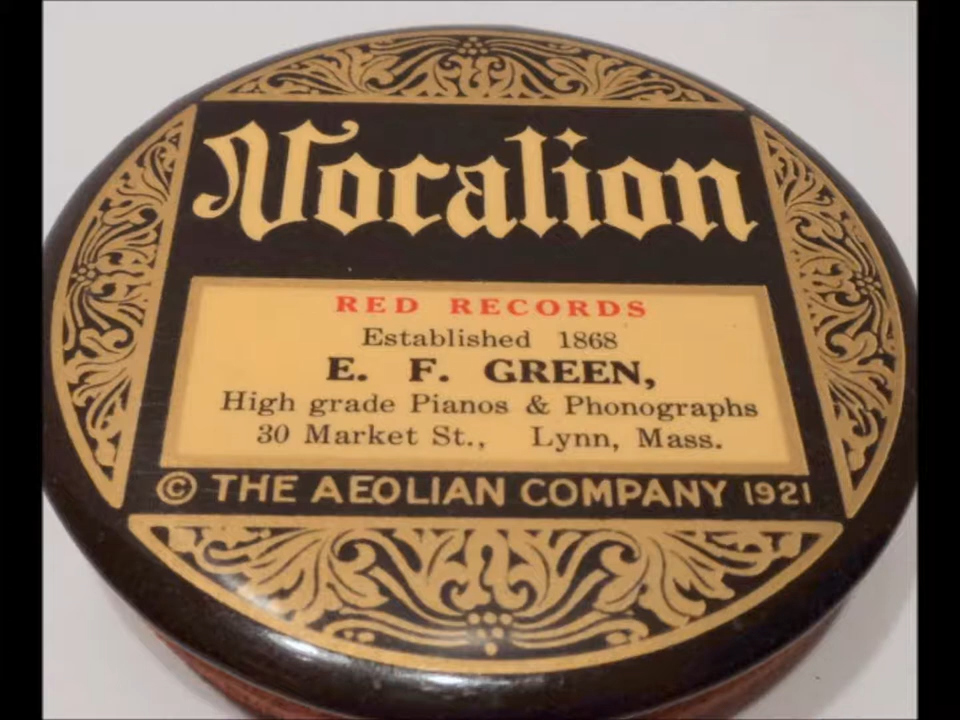 Vocalion
RED RECORDS
Established 1868
E. F. GREEN,
High grade Pianos & Phonographs
30 Market St., Lynn, Mass.
© THE AEOLIAN COMPANY 1921